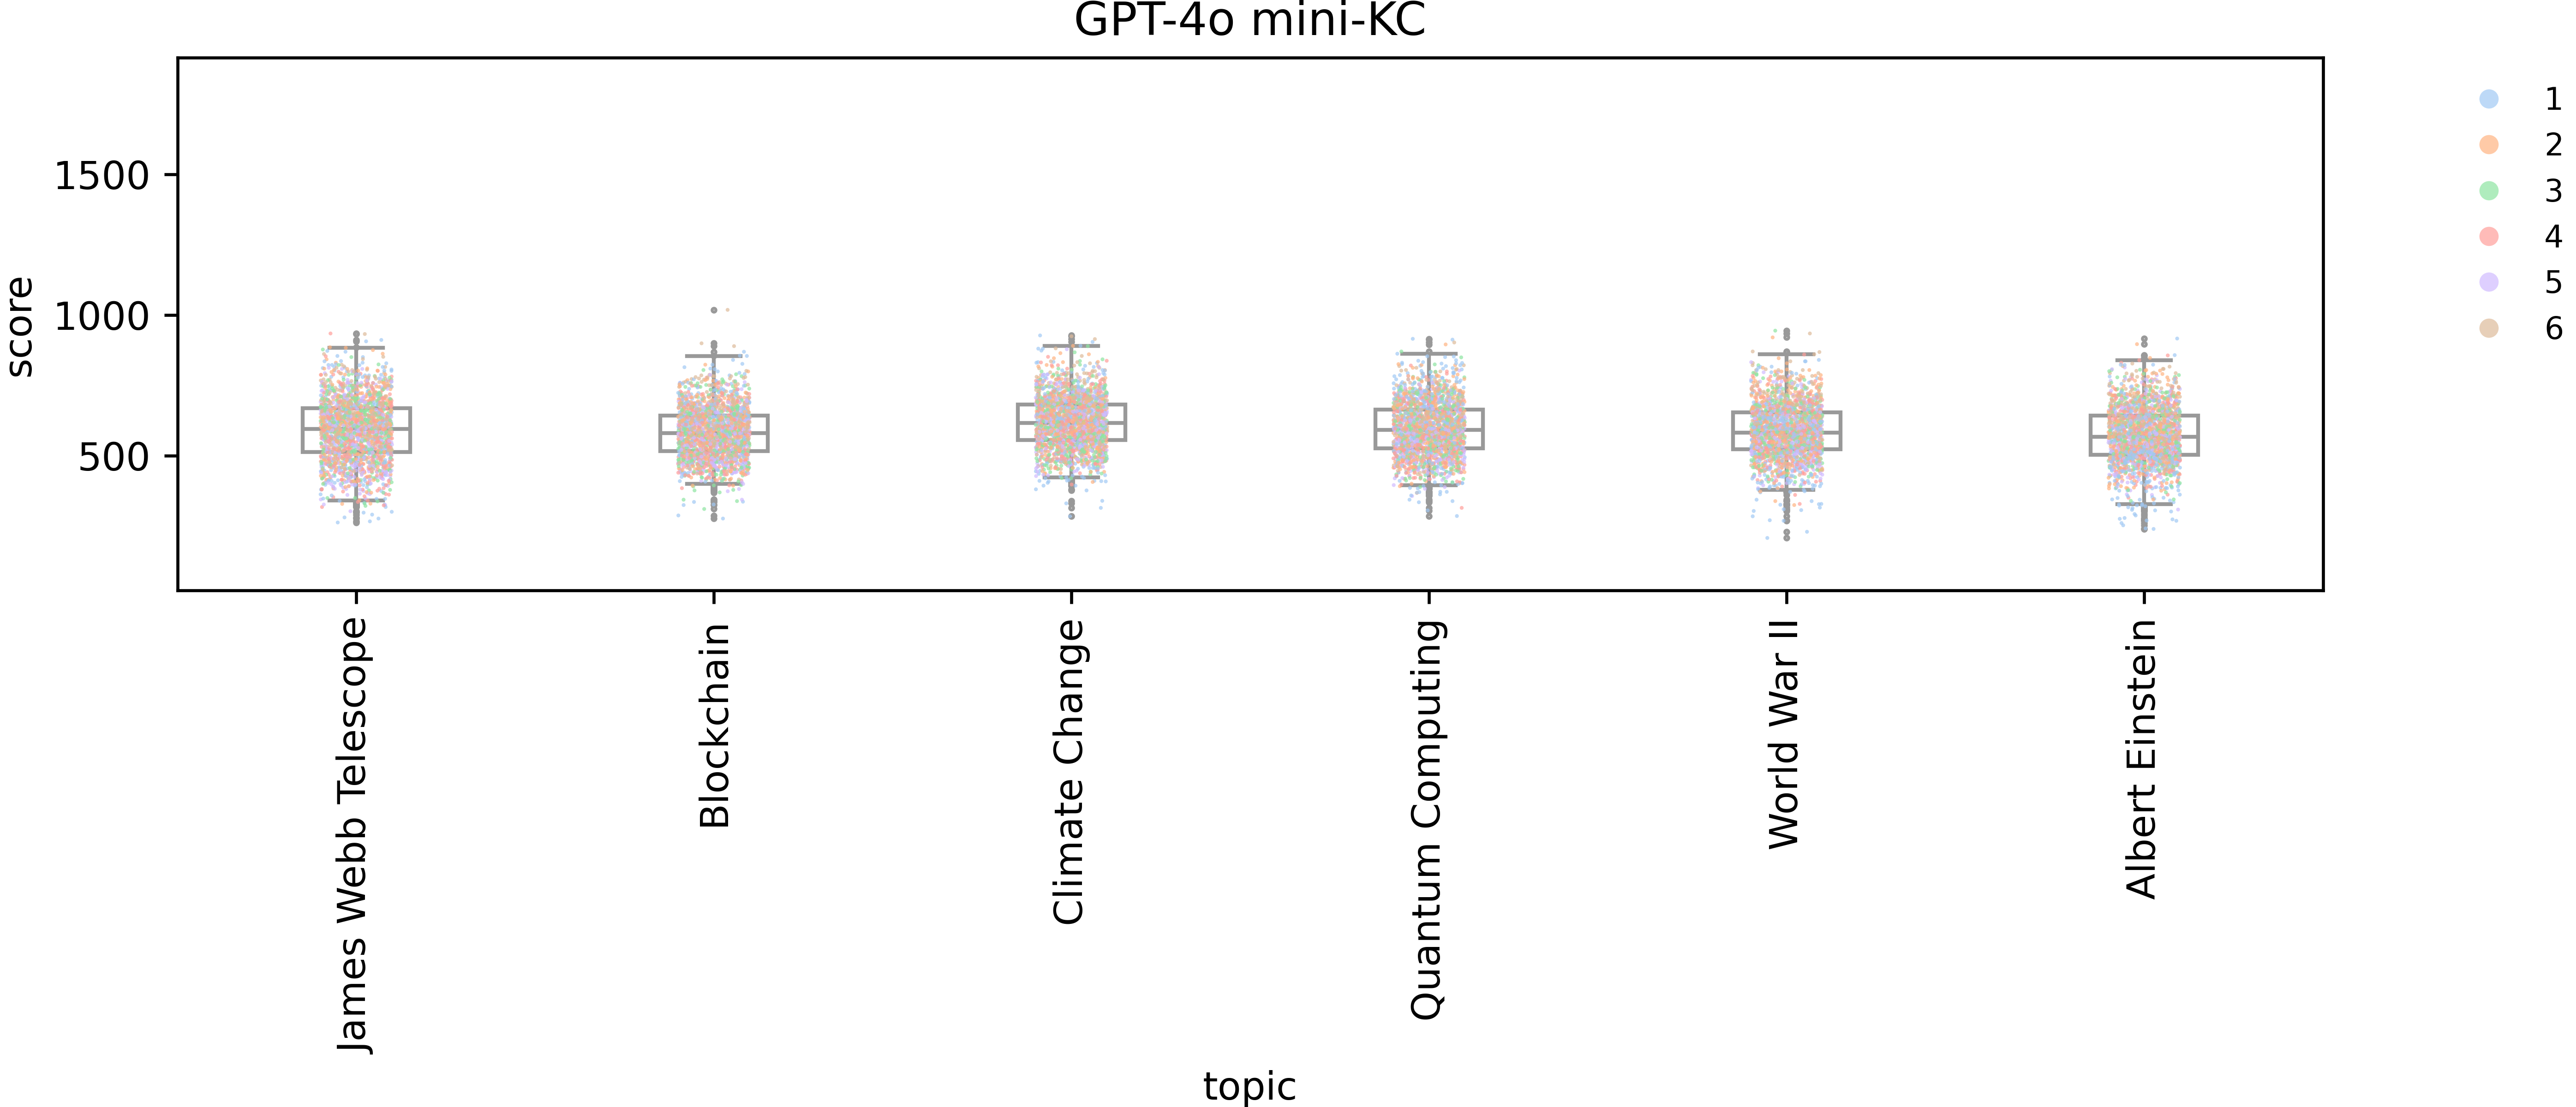 GPT-4o mini-KC
score
1500
1000
500
James Webb Telescope
Blockchain
Climate Change
Quantum Computing
World War II
Albert Einstein
topic
1
2
3
4
5
6